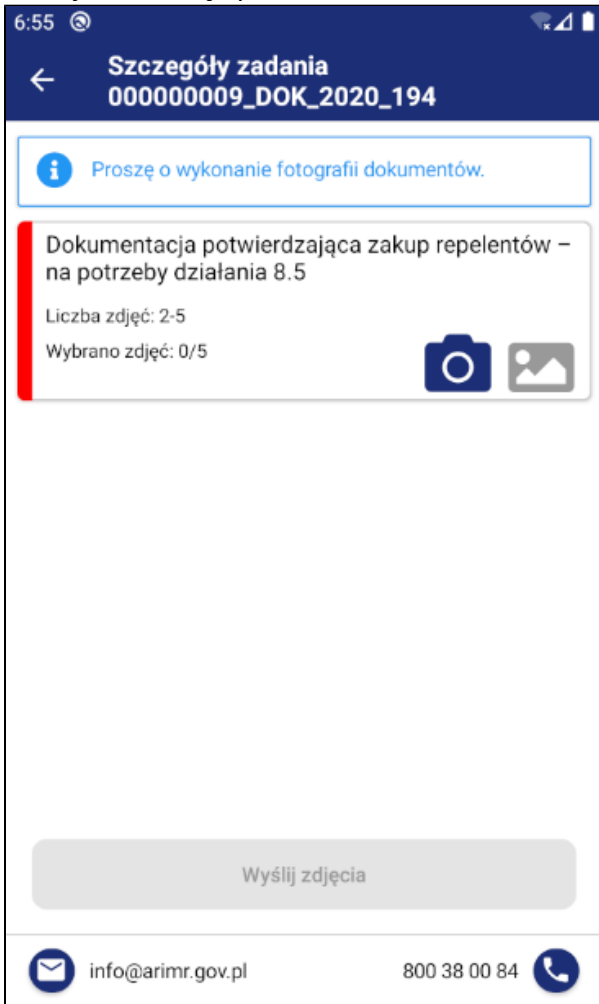 6:55
Szczegóły zadania
000000009_DOK_2020_194
Proszę o wykonanie fotografii dokumentów.
Dokumentacja potwierdzająca zakup repelentów –
na potrzeby działania 8.5
Liczba zdjęć: 2-5
Wybrano zdjęć: 0/5
Wyślij zdjęcia
info@arimr.gov.pl 800 38 00 84